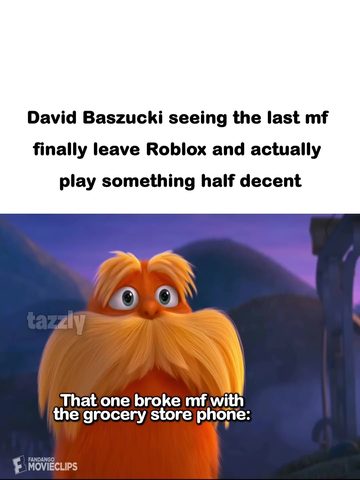 David Baszucki seeing the last mf
finally leave Roblox and actually
play something half decent
tazzly
That one broke mf with
the grocery store phone:
FANDANGO
MOVIECLIPS